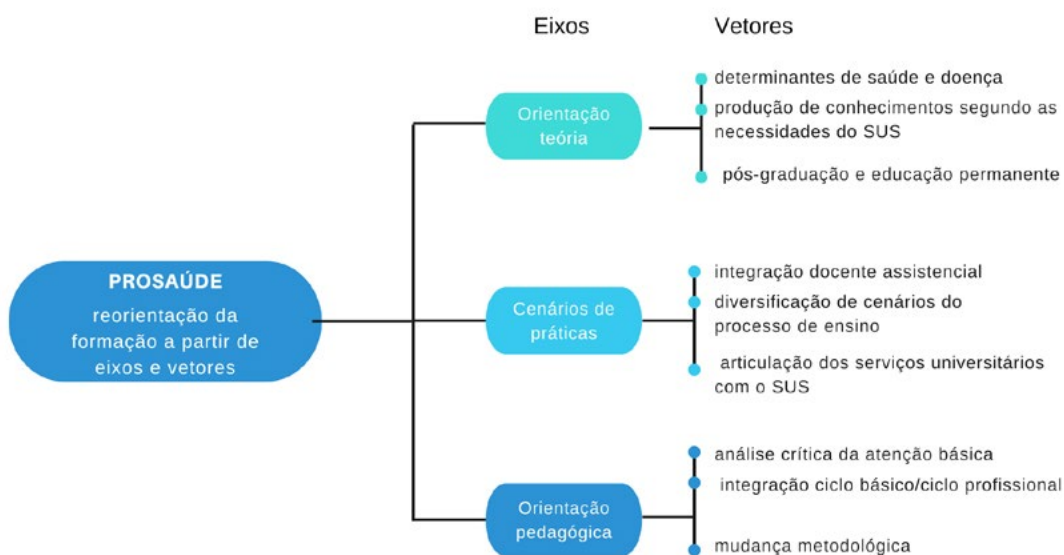 Eixos
Vetores
PROSAÚDE
reorientação da
formação a partir de
eixos e vetores
Orientação
teória
determinantes de saúde e doença
produção de conhecimentos segundo as
necessidades do SUS
pós-graduação e educação permanente
Cenários de
práticas
integração docente assistencial
diversificação de cenários do
processo de ensino
articulação dos serviços universitários
com o SUS
Orientação
pedagógica
análise crítica da atenção básica
integração ciclo básico/ciclo profissional
mudança metodológica